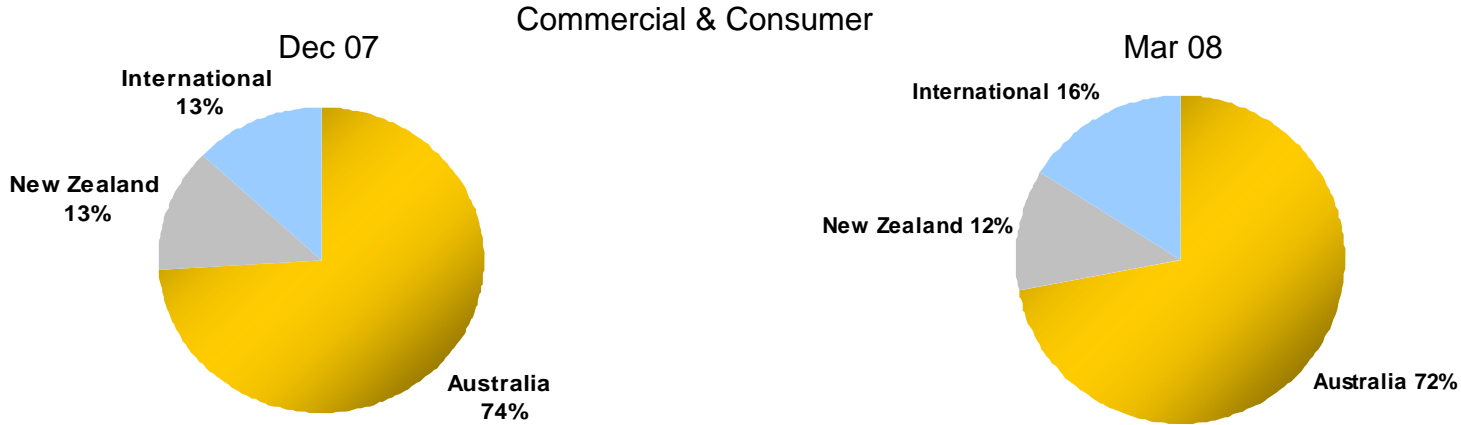 Commercial & Consumer
Dec 07
International
13%
New Zealand
13%
Australia
74%
Mar 08
International 16%
New Zealand 12%
Australia 72%